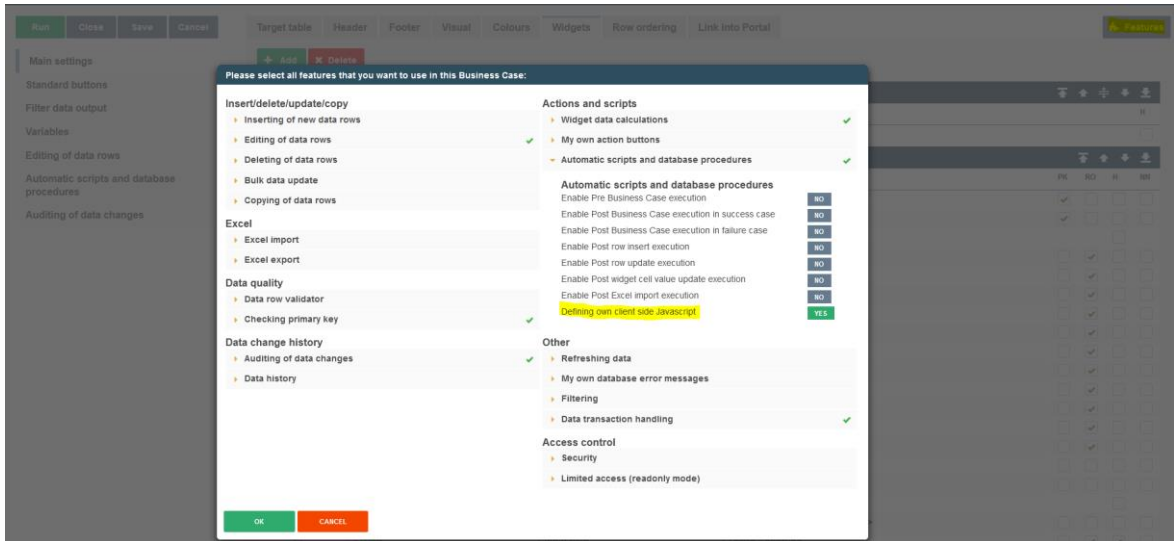 Run Close Save Cancel
Target table Header Footer Visual Colours Widgets Row ordering Link into Portal
Features
Main settings
Standard buttons
Filter data output
Variables
Editing of data rows
Automatic scripts and database
procedures
Auditing of data changes
+ Add ✖ Delete
Please select all features that you want to use in this Business Case:
Insert/delete/update/copy
Inserting of new data rows
Editing of data rows
Deleting of data rows
Bulk data update
Copying of data rows
Excel
Excel import
Excel export
Data quality
Data row validator
Checking primary key
Data change history
Auditing of data changes
Data history
Actions and scripts
Widget data calculations
My own action buttons
Automatic scripts and database procedures
Automatic scripts and database procedures
Enable Pre Business Case execution NO
Enable Post Business Case execution in success case NO
Enable Post Business Case execution in failure case NO
Enable Post row insert execution NO
Enable Post row update execution NO
Enable Post widget cell value update execution NO
Enable Post Excel import execution NO
Defining own client side Javascript YES
Other
Refreshing data
My own database error messages
Filtering
Data transaction handling
Access control
Security
Limited access (readonly mode)
OK CANCEL
H
PK RO H NN